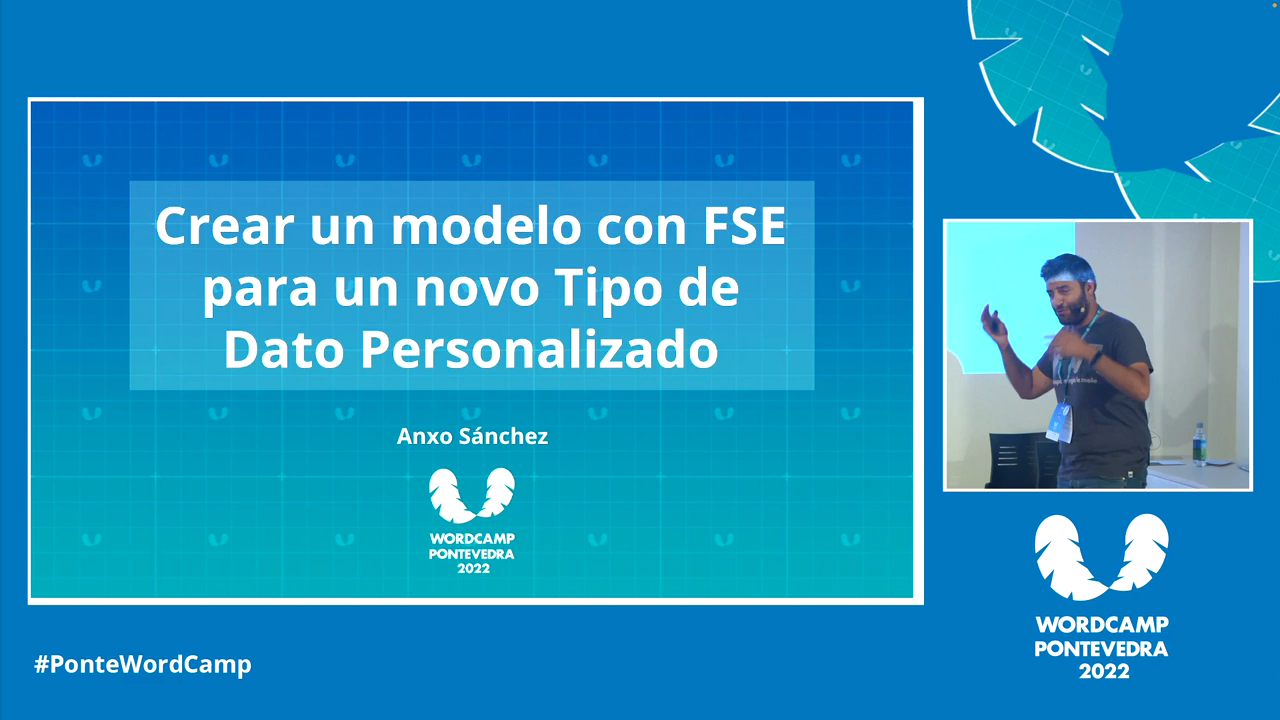 Crear un modelo con FSE
para un novo Tipo de
Dato Personalizado
Anxo Sánchez
WORDCAMP
PONTEVEDRA
2022
WORDCAMP
PONTEVEDRA
2022
#PonteWordCamp